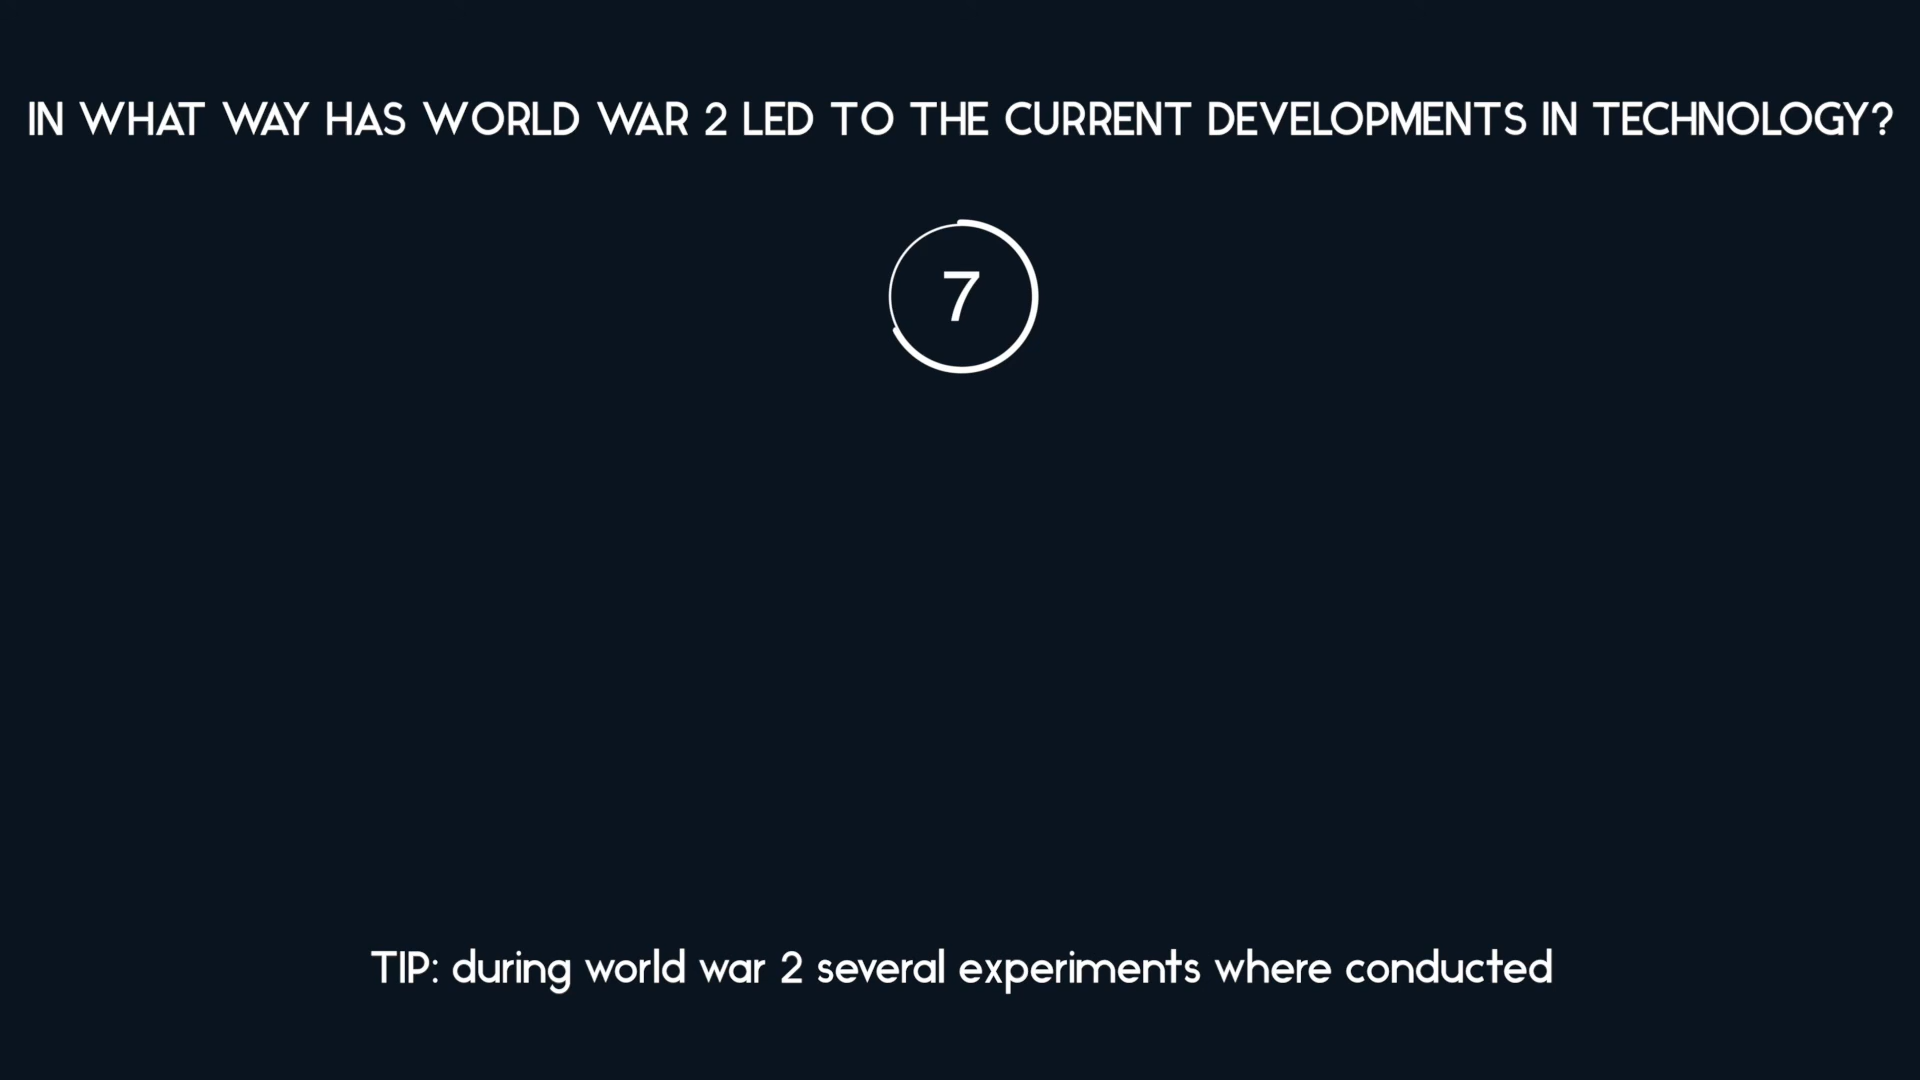 IN WHAT WAY HAS WORLD WAR 2 LED TO THE CURRENT DEVELOPMENTS IN TECHNOLOGY?
7
TIP: during world war 2 several experiments where conducted